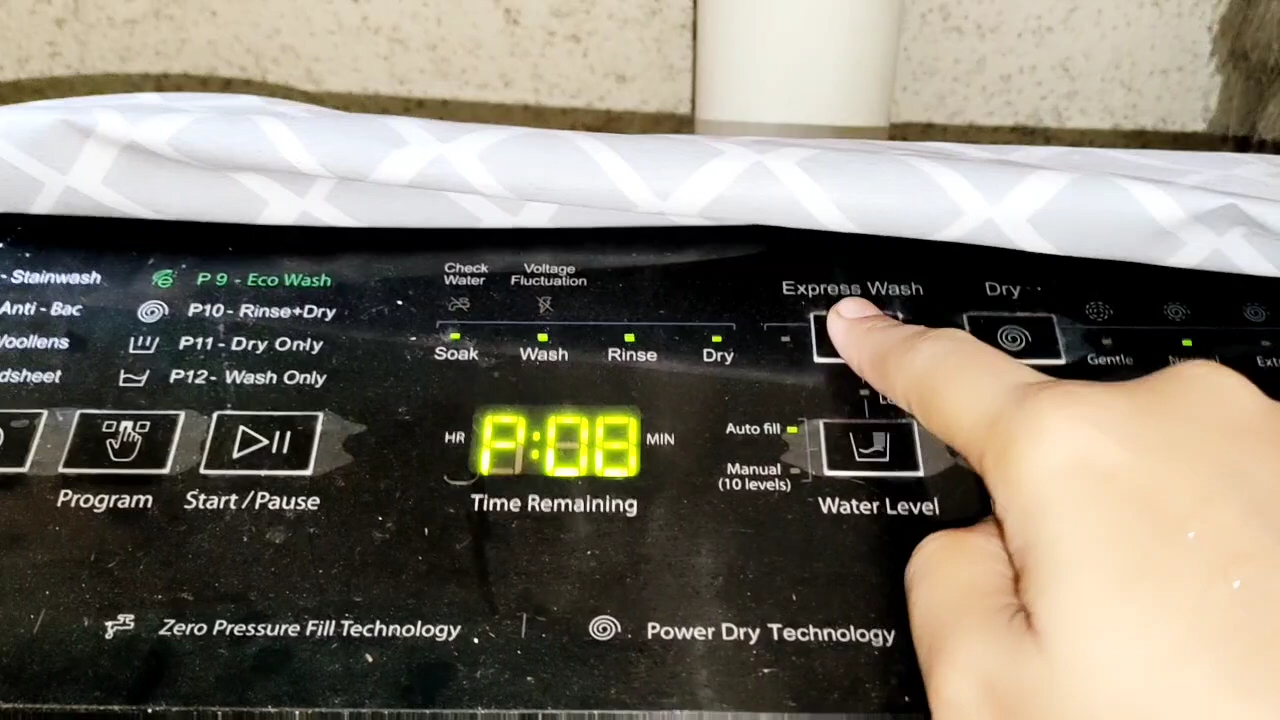 - Stainwash
P 9 - Eco Wash
Anti - Bac
P10 - Rinse+Dry
Woollens
P11 - Dry Only
dsheet
P12 - Wash Only
Program
Start /Pause
Check
Water
Voltage
Fluctuation
Soak
Wash
Rinse
Dry
HR
P:08
MIN
Time Remaining
Express Wash
Dry
Gentle
Auto fill
Manual
(10 levels)
Water Level
Zero Pressure Fill Technology
Power Dry Technology